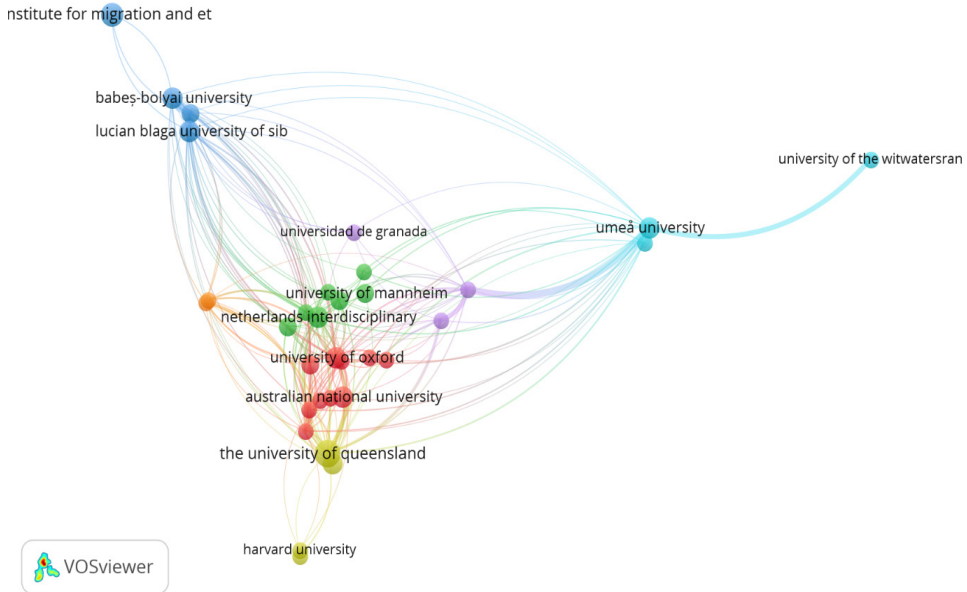 nstitute for migration and et
babeș-bolyai university
lucian blaga university of sib
university of the witwatersran
universidad de granada
umeå university
university of mannheim
netherlands interdisciplinary
university of oxford
australian national university
the university of queensland
harvard university
VOSviewer